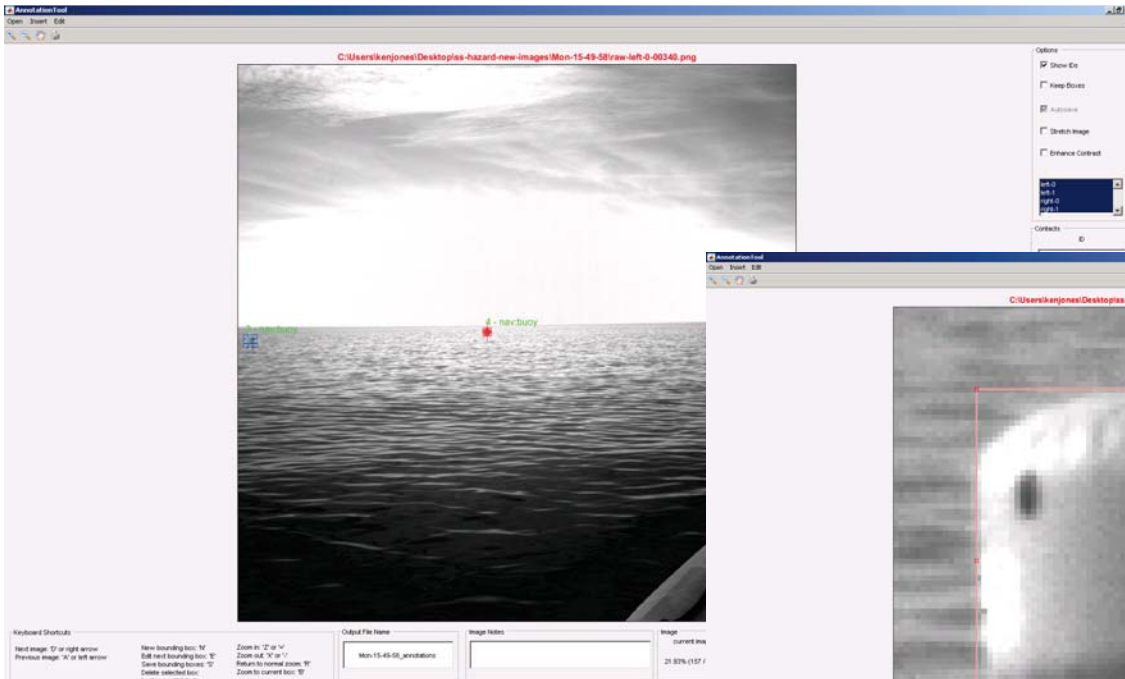 AnnotationTool
Open Insert Edit
C:\Users\kenjones\Desktop\ss-hazard-new-images\Mon-15-49-58\raw-left-0-00340.png
Options
Show IDs
Keep Boxes
Autosave
Stretch Image
Enhance Contrast
left-0
left-1
right-0
right-1
Contacts
ID
4 - nav:buoy
- nav:buoy
AnnotationTool
Open Insert Edit
C:\Users\kenjones\Desktop\ss
Keyboard Shortcuts
Next image: 'D' or right arrow
Previous image: 'A' or left arrow
New bounding box: 'N'
Edit next bounding box: 'E'
Save bounding boxes: 'S'
Delete selected box:
Zoom in: 'Z' or '+'
Zoom out: 'X' or '-'
Return to normal zoom: 'R'
Zoom to current box: 'B'
Output File Name
Mon-15-49-58_annotations
Image Notes
Image
current ima
21.93% (157 /